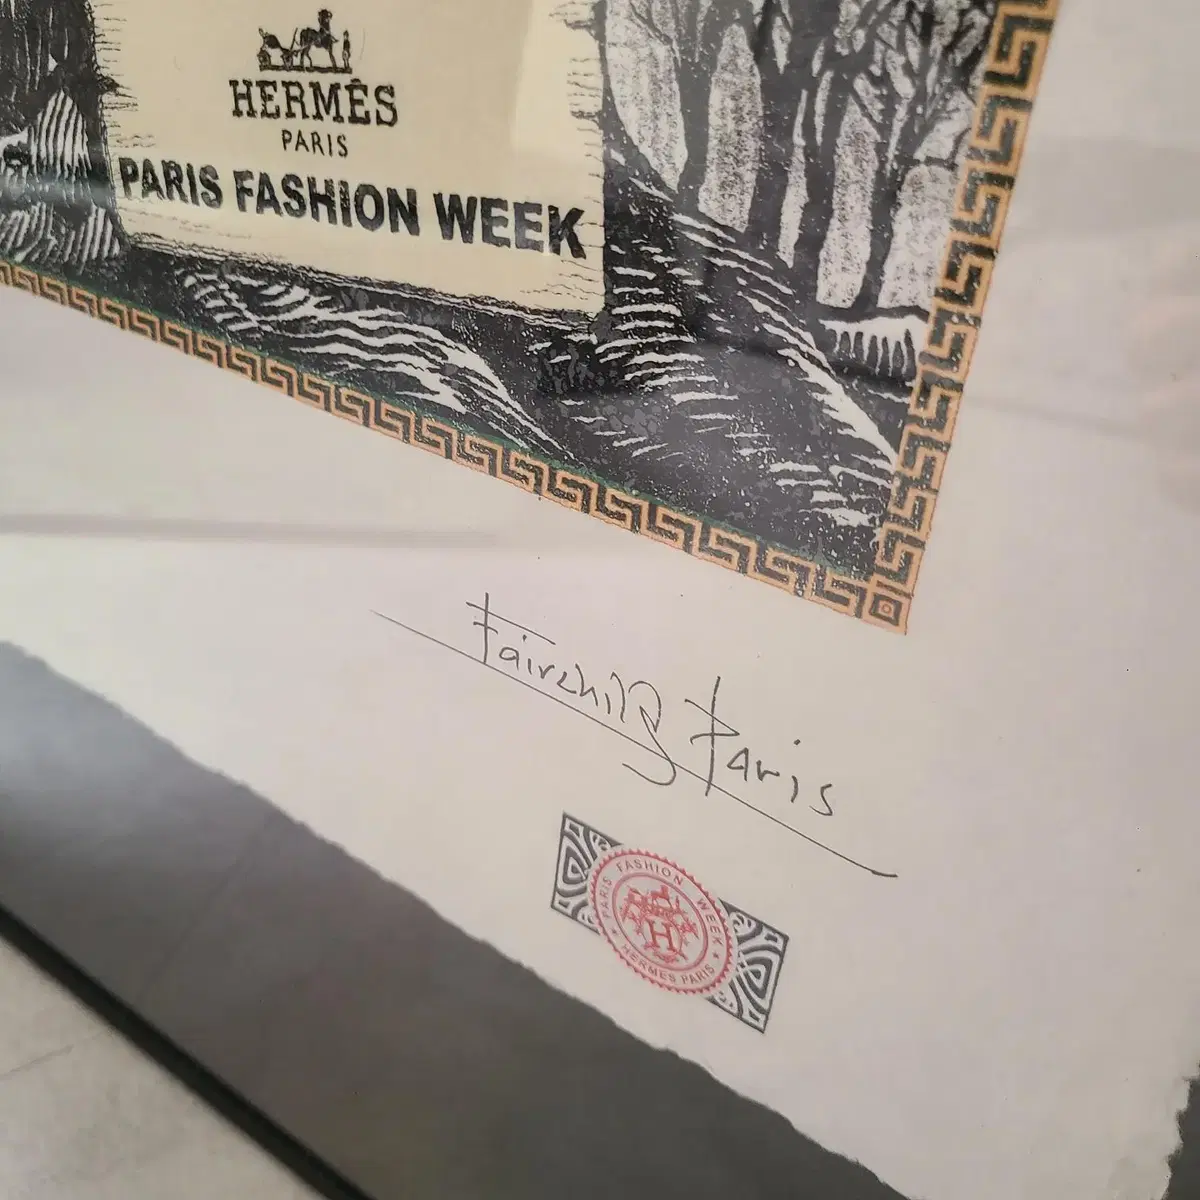 HERMÈS
PARIS
PARIS FASHION WEEK
Fairchild Paris
PARIS FASHION WEEK
HERMES PARIS
H